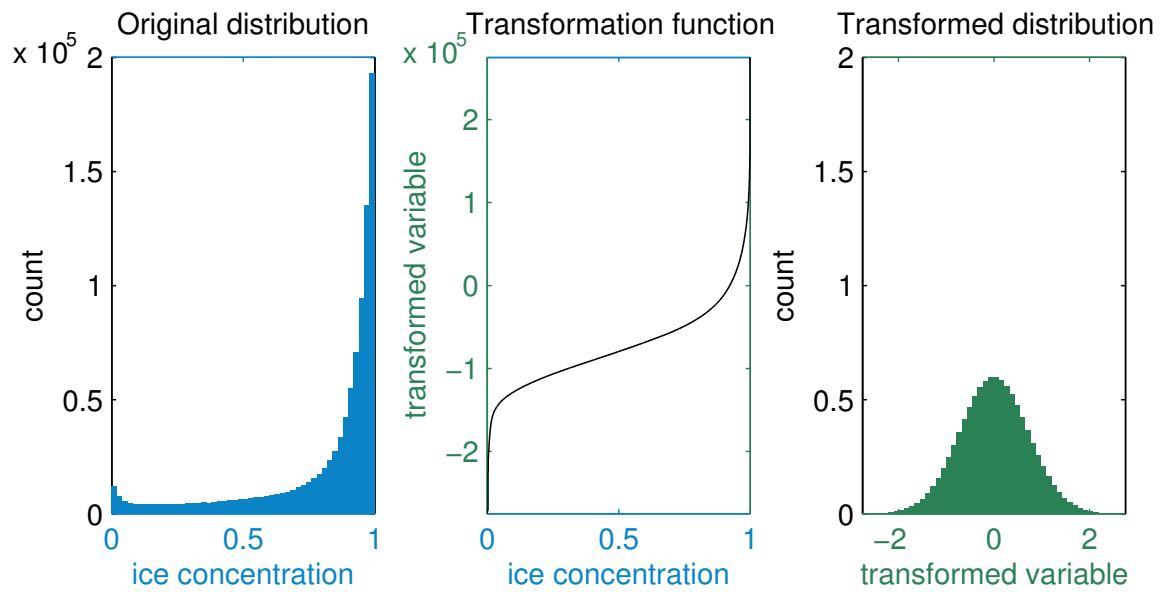 Original distribution
x 10^5
2
1.5
1
0.5
0
count
0 0.5 1
ice concentration
Transformation function
x 10^5
2
1
0
−1
−2
transformed variable
0 0.5 1
ice concentration
Transformed distribution
2
1.5
1
0.5
0
count
−2 0 2
transformed variable